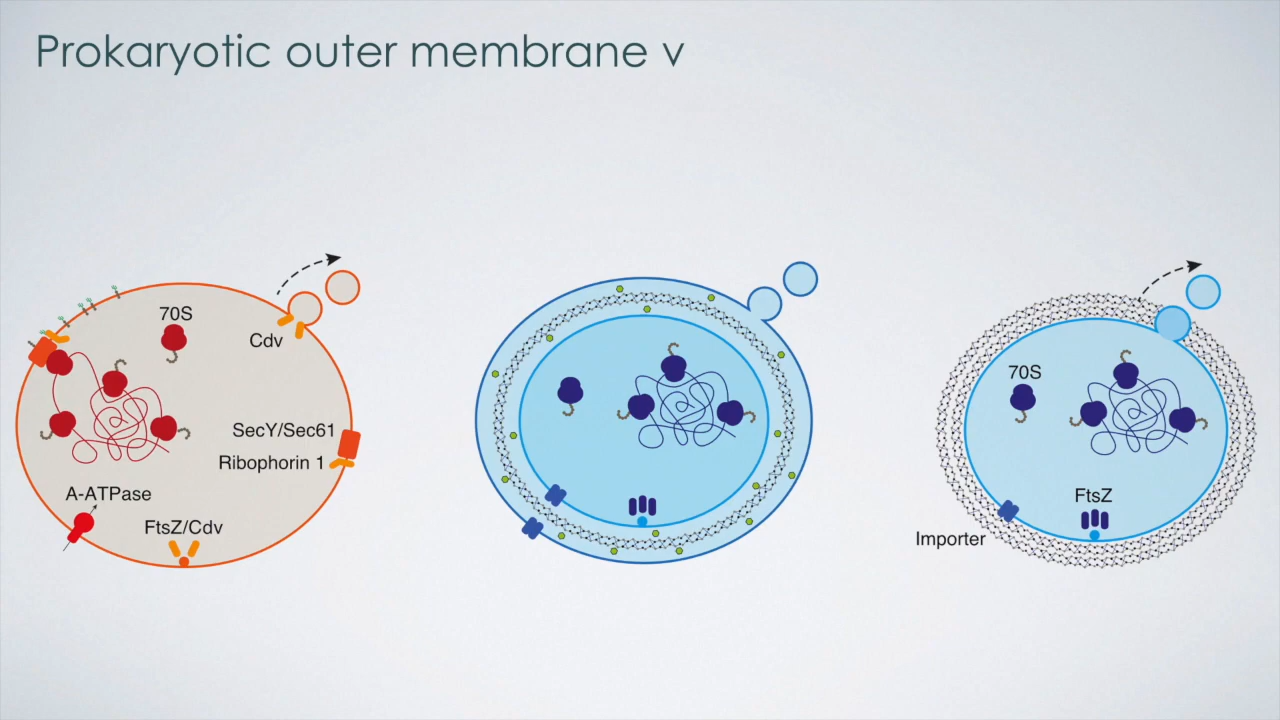 Prokaryotic outer membrane v
70S
Cdv
SecY/Sec61
Ribophorin 1
A-ATPase
FtsZ/Cdv
70S
FtsZ
Importer